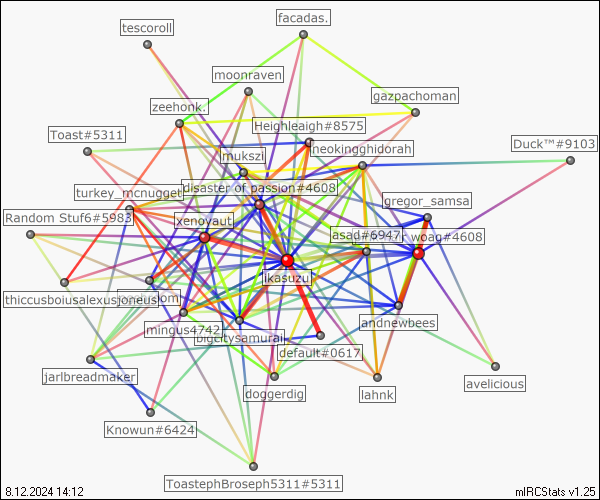 facadas.
tescoroll
moonraven
gazpachoman
zeehonk.
Heighleaigh#8575
Toast#5311
Duck™#9103
neokingghidorah
mukszi
disaster of passion#4608
turkey_mcnugget
gregor_samsa
Random Stuf6#5983
xenoyaut
asad#6947
woag#4608
ikasuzu
thiccusboiusalexusjoneus
andnewbees
mingus4742
bigcitysamurai
default#0617
jarlbreadmaker
doggerdig
lahnk
avelicious
Knowun#6424
ToastephBroseph5311#5311
8.12.2024 14:12
mIRCStats v1.25